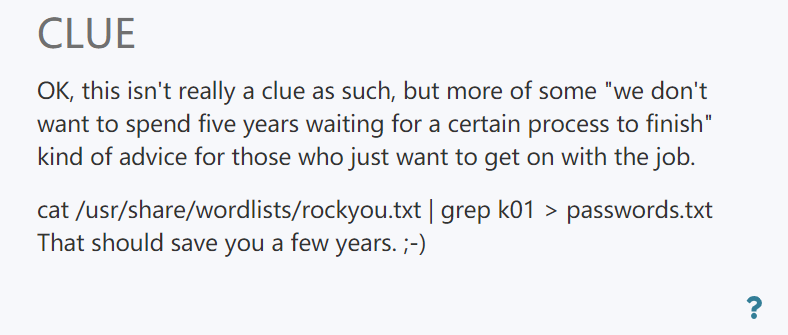 CLUE
OK, this isn't really a clue as such, but more of some "we don't
want to spend five years waiting for a certain process to finish"
kind of advice for those who just want to get on with the job.
cat /usr/share/wordlists/rockyou.txt | grep k01 > passwords.txt
That should save you a few years. ;-)
?